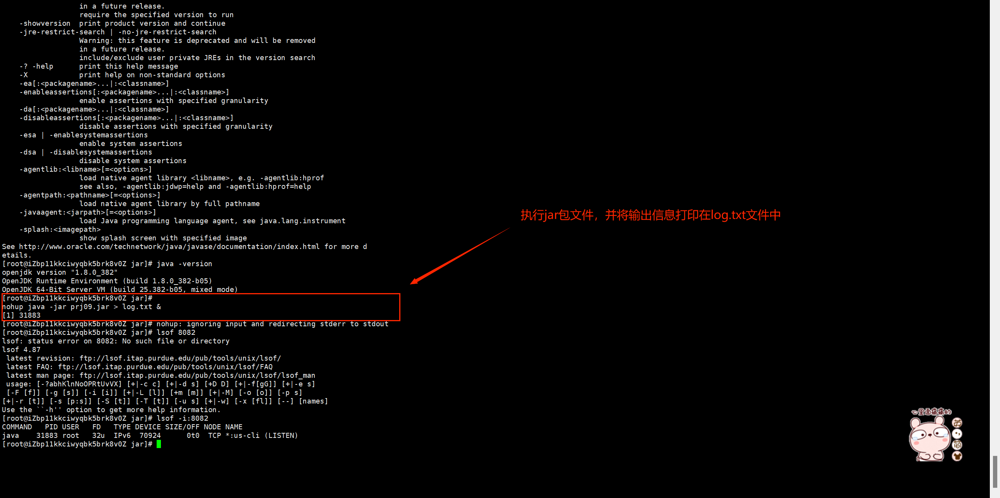 in a future release.
require the specified version to run
-showversion  print product version and continue
-jre-restrict-search | -no-jre-restrict-search
Warning: this feature is deprecated and will be removed
in a future release.
include/exclude user private JREs in the version search
-? -help      print this help message
-X            print help on non-standard options
-ea[:<packagename>...|:<classname>]
-enableassertions[:<packagename>...|:<classname>]
enable assertions with specified granularity
-da[:<packagename>...|:<classname>]
-disableassertions[:<packagename>...|:<classname>]
disable assertions with specified granularity
-esa | -enablesystemassertions
enable system assertions
-dsa | -disablesystemassertions
disable system assertions
-agentlib:<libname>[=<options>]
load native agent library <libname>, e.g. -agentlib:hprof
see also, -agentlib:jdwp=help and -agentlib:hprof=help
-agentpath:<pathname>[=<options>]
load native agent library by full pathname
-javaagent:<jarpath>[=<options>]
load Java programming language agent, see java.lang.instrument
-splash:<imagepath>
show splash screen with specified image
See http://www.oracle.com/technetwork/java/javase/documentation/index.html for more d
etails.
[root@iZbp11kkciwyqbk5brk8v0Z jar]# java -version
openjdk version "1.8.0_382"
OpenJDK Runtime Environment (build 1.8.0_382-b05)
OpenJDK 64-Bit Server VM (build 25.382-b05, mixed mode)
[root@iZbp11kkciwyqbk5brk8v0Z jar]#
nohup java -jar prj09.jar > log.txt &
[1] 31883
[root@iZbp11kkciwyqbk5brk8v0Z jar]# nohup: ignoring input and redirecting stderr to stdout
[root@iZbp11kkciwyqbk5brk8v0Z jar]# lsof 8082
lsof: status error on 8082: No such file or directory
lsof 4.87
latest revision: ftp://lsof.itap.purdue.edu/pub/tools/unix/lsof/
latest FAQ: ftp://lsof.itap.purdue.edu/pub/tools/unix/lsof/FAQ
latest man page: ftp://lsof.itap.purdue.edu/pub/tools/unix/lsof/lsof_man
usage: [-?abhKlnNoOPRtUvVX] [+|-c c] [+|-d s] [+D D] [+|-f[gG]] [+|-e s]
[-F [f]] [-g [s]] [-i [i]] [+|-L [l]] [+m [m]] [+|-M] [-o [o]] [-p s]
[+|-r [t]] [-s [p:s]] [-S [t]] [-T [t]] [-u s] [+|-w] [-x [fl]] [--] [names]
Use the ``-h'' option to get more help information.
[root@iZbp11kkciwyqbk5brk8v0Z jar]# lsof -i:8082
COMMAND   PID USER   FD   TYPE DEVICE SIZE/OFF NODE NAME
java    31883 root   32u  IPv6  70924      0t0  TCP *:us-cli (LISTEN)
[root@iZbp11kkciwyqbk5brk8v0Z jar]#
执行jar包文件，并将输出信息打印在log.txt文件中
心里面痛痛的
英
简